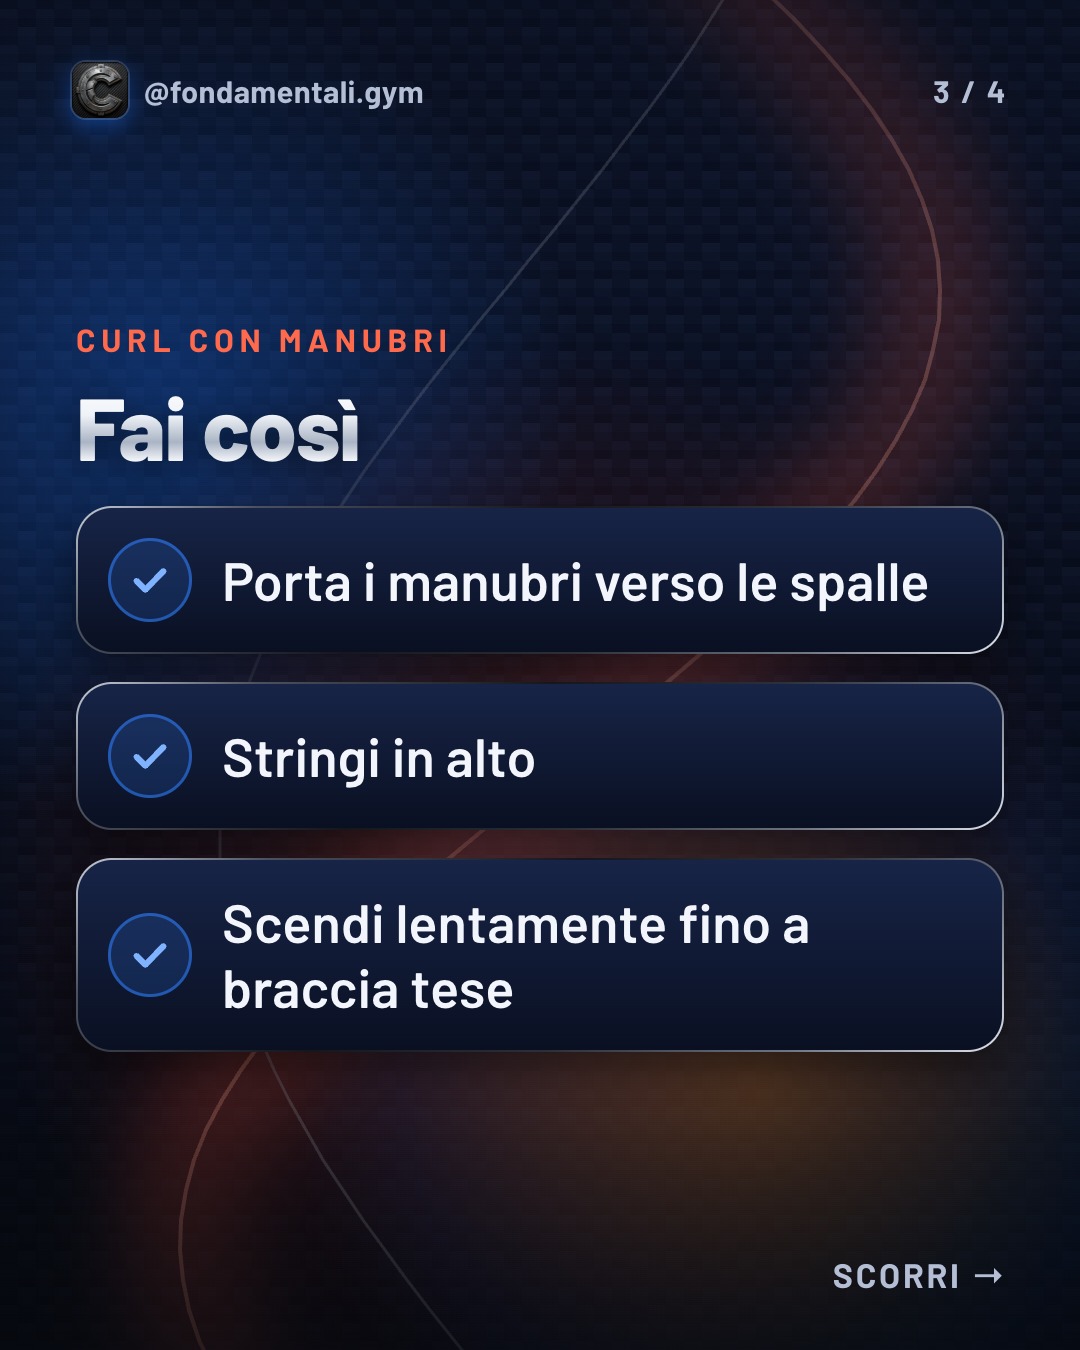 @fondamentali.gym
3 / 4
CURL CON MANUBRI
Fai così
Porta i manubri verso le spalle
Stringi in alto
Scendi lentamente fino a
braccia tese
SCORRI →